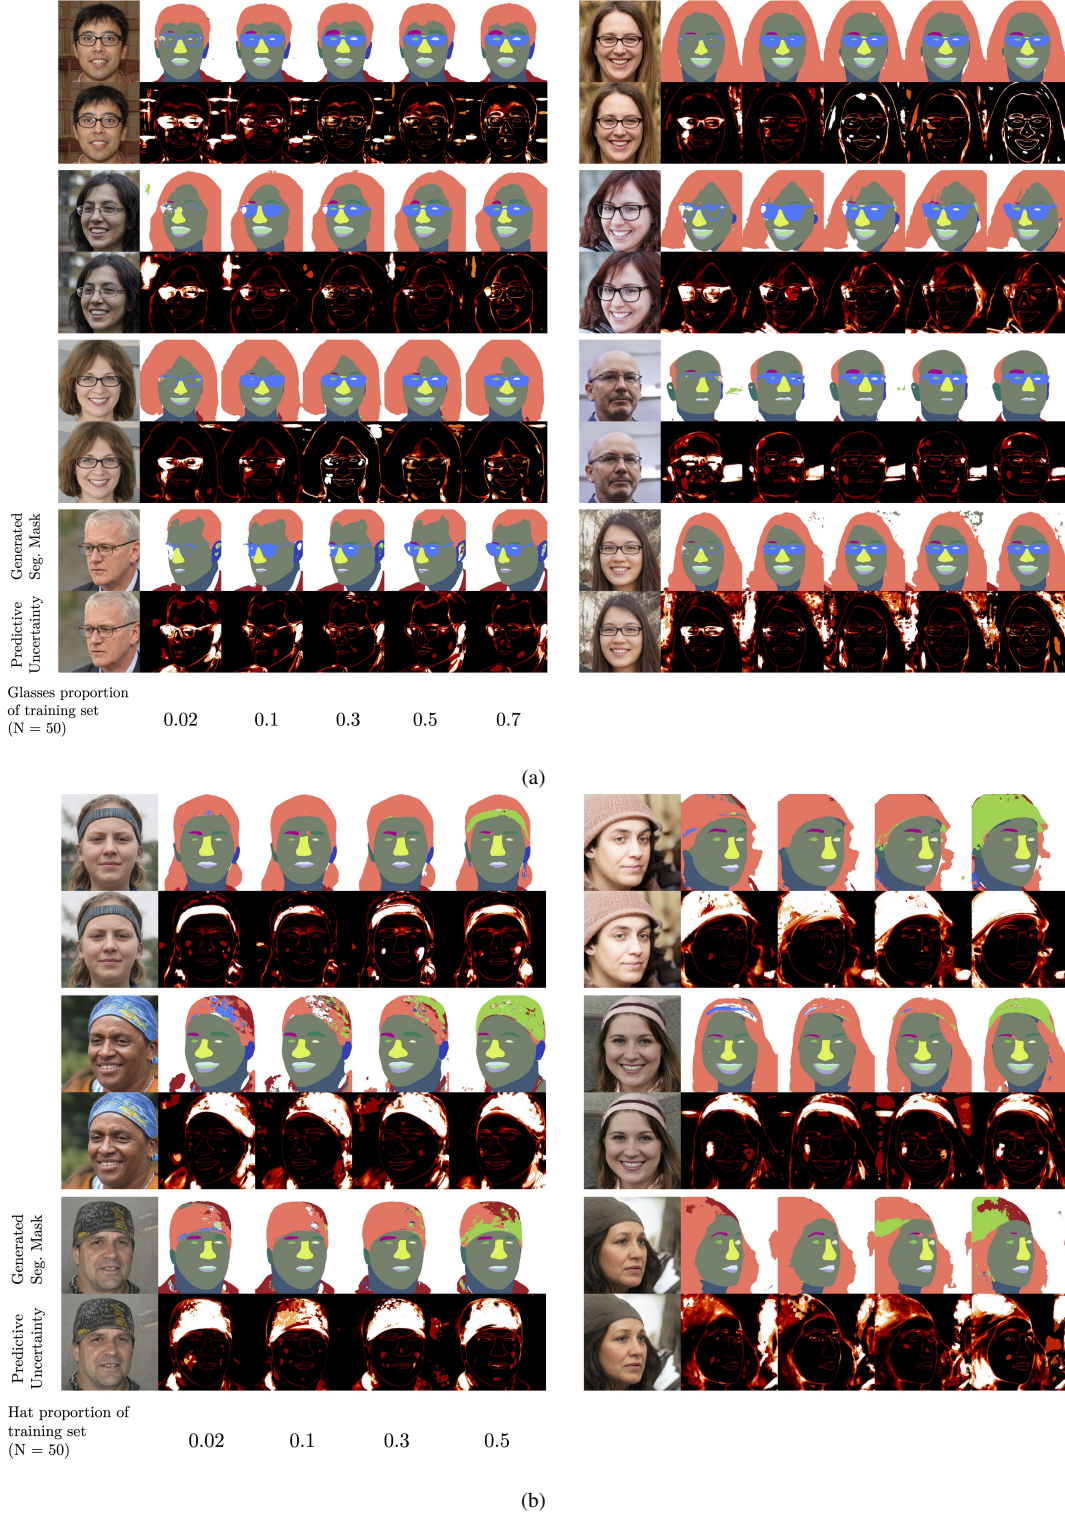 Generated
Seg. Mask
Predictive
Uncertainty
Glasses proportion
of training set
(N = 50)
0.02 0.1 0.3 0.5 0.7
(a)
Generated
Seg. Mask
Predictive
Uncertainty
Hat proportion of
training set
(N = 50)
0.02 0.1 0.3 0.5
(b)